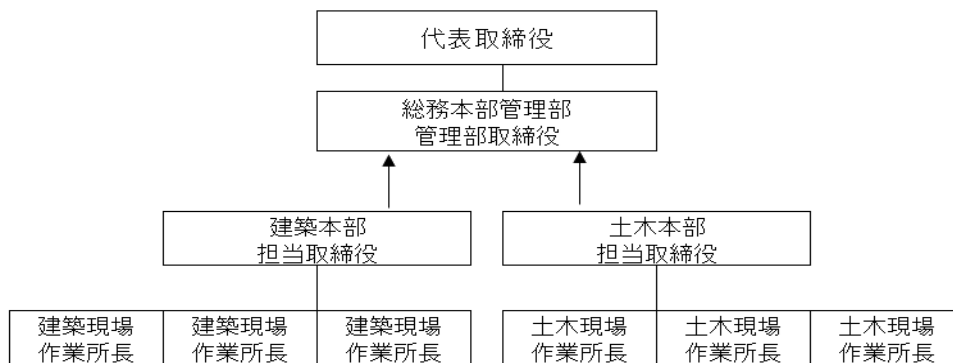 代表取締役
総務本部管理部
管理部取締役
建築本部
担当取締役
土木本部
担当取締役
建築現場
作業所長
建築現場
作業所長
建築現場
作業所長
土木現場
作業所長
土木現場
作業所長
土木現場
作業所長